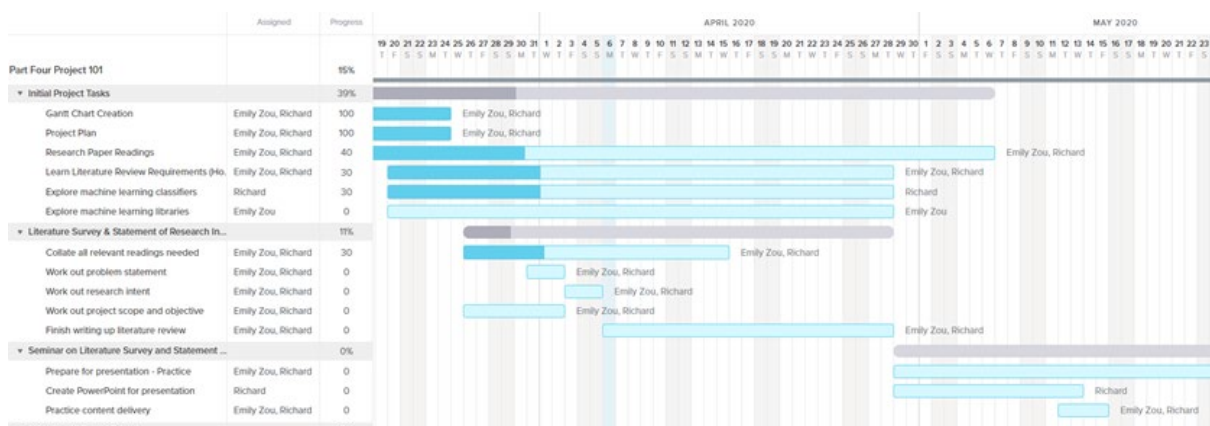 Assigned Progress APRIL 2020 MAY 2020
19 20 21 22 23 24 25 26 27 28 29 30 31 1 2 3 4 5 6 7 8 9 10 11 12 13 14 15 16 17 18 19 20 21 22 23 24 25 26 27 28 29 30 1 2 3 4 5 6 7 8 9 10 11 12 13 14 15 16 17 18 19 20 21 22 23
T F S S M T W T F S S M T W T F S S M T W T F S S M T W T F S S M T W T F S S M T W T F S S M T W T F S S M T W T F S S M T W T F S
Part Four Project 101 15%
Initial Project Tasks 39%
Gantt Chart Creation Emily Zou, Richard 100 Emily Zou, Richard
Project Plan Emily Zou, Richard 100 Emily Zou, Richard
Research Paper Readings Emily Zou, Richard 40 Emily Zou, Richard
Learn Literature Review Requirements (Ho. Emily Zou, Richard 30 Emily Zou, Richard
Explore machine learning classifiers Richard 30 Richard
Explore machine learning libraries Emily Zou 0 Emily Zou
Literature Survey & Statement of Research In... 11%
Collate all relevant readings needed Emily Zou, Richard 30 Emily Zou, Richard
Work out problem statement Emily Zou, Richard 0 Emily Zou, Richard
Work out research intent Emily Zou, Richard 0 Emily Zou, Richard
Work out project scope and objective Emily Zou, Richard 0 Emily Zou, Richard
Finish writing up literature review Emily Zou, Richard 0 Emily Zou, Richard
Seminar on Literature Survey and Statement ... 0%
Prepare for presentation - Practice Emily Zou, Richard 0
Create PowerPoint for presentation Richard 0 Richard
Practice content delivery Emily Zou, Richard 0 Emily Zou, Richard